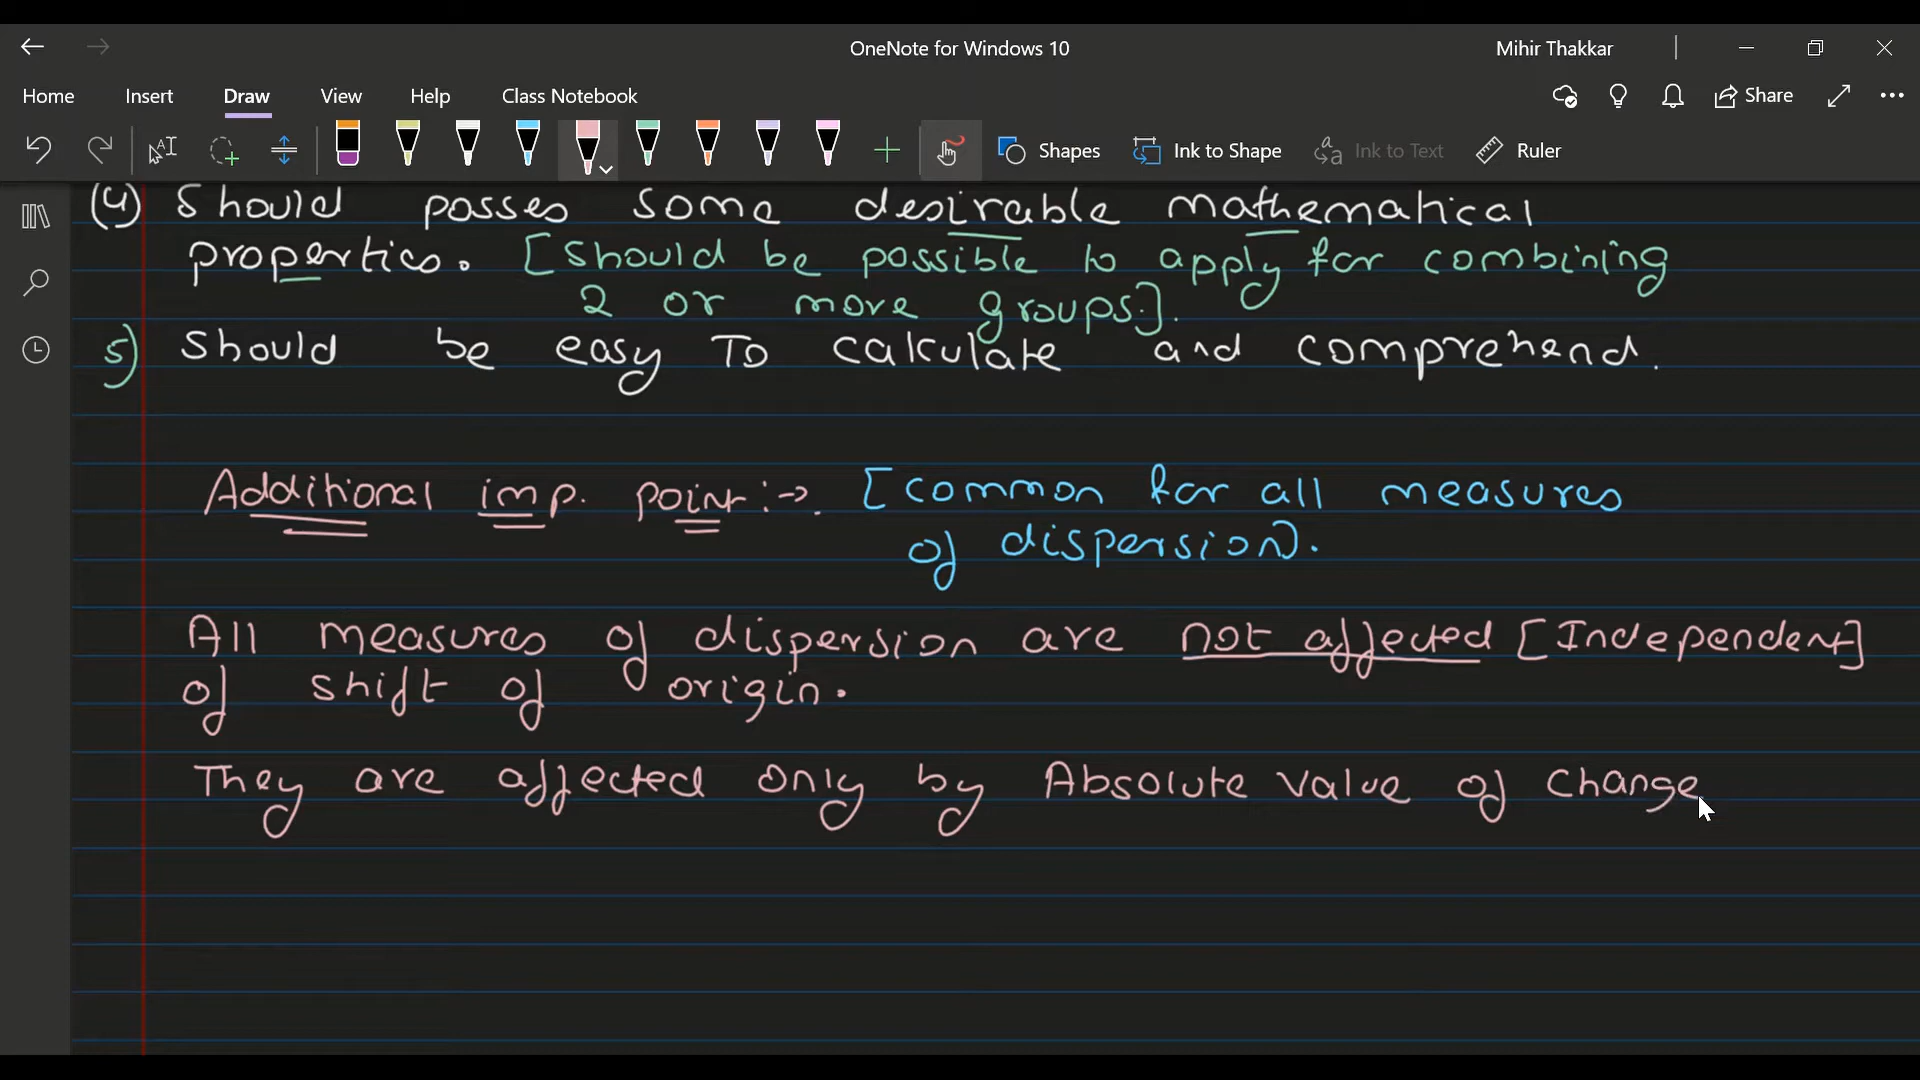 OneNote for Windows 10
Mihir Thakkar
Home Insert Draw View Help Class Notebook
Share
Shapes Ink to Shape Ink to Text Ruler
(4) Should posses some desirable mathematical
properties. [Should be possible to apply for combining
2 or more groups.].
5) Should be easy To calculate and comprehend.
Additional imp. point :→. [common for all measures
of dispersion).
All measures of dispersion are not affected [Independent]
of shift of origin.
They are affected only by Absolute value of change